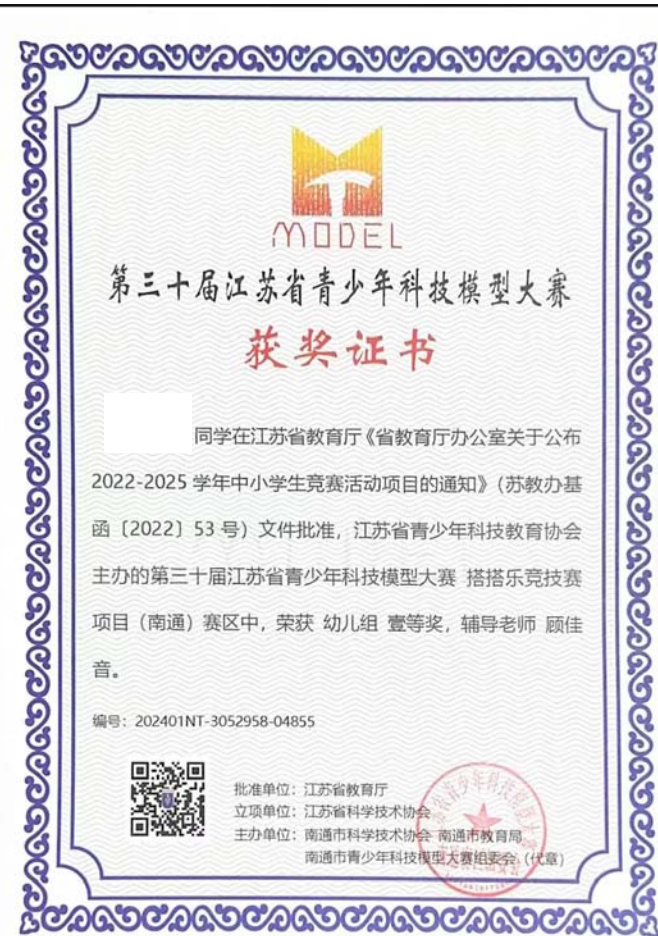 MODEL
第三十届江苏省青少年科技模型大赛
获奖证书
同学在江苏省教育厅《省教育厅办公室关于公布
2022-2025 学年中小学生竞赛活动项目的通知》（苏教办基
函〔2022〕53 号）文件批准，江苏省青少年科技教育协会
主办的第三十届江苏省青少年科技模型大赛 搭搭乐竞技赛
项目（南通）赛区中，荣获 幼儿组 壹等奖，辅导老师 顾佳
音。
编号：202401NT-3052958-04855
批准单位：江苏省教育厅
立项单位：江苏省科学技术协会
主办单位：南通市科学技术协会 南通市教育局
南通市青少年科技模型大赛组委会（代章）